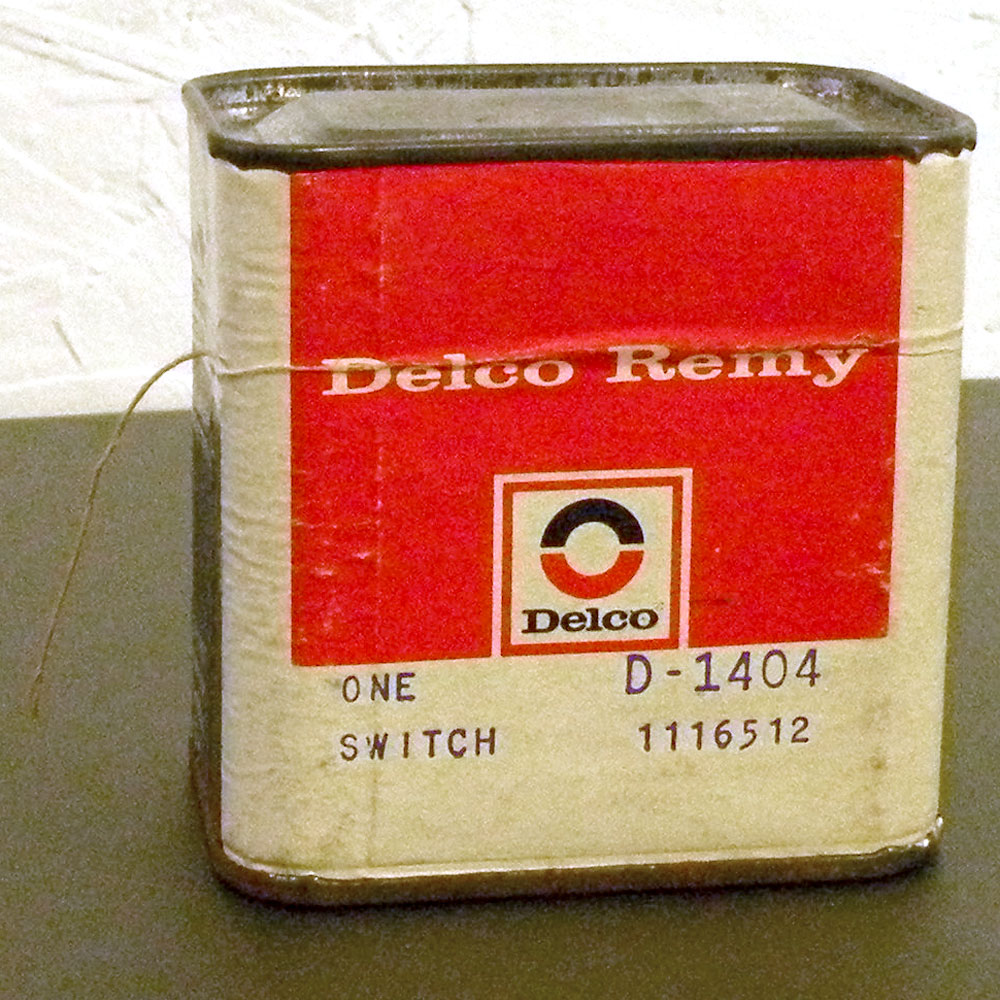 Delco Remy
Delco
ONE D-1404
SWITCH 1116512